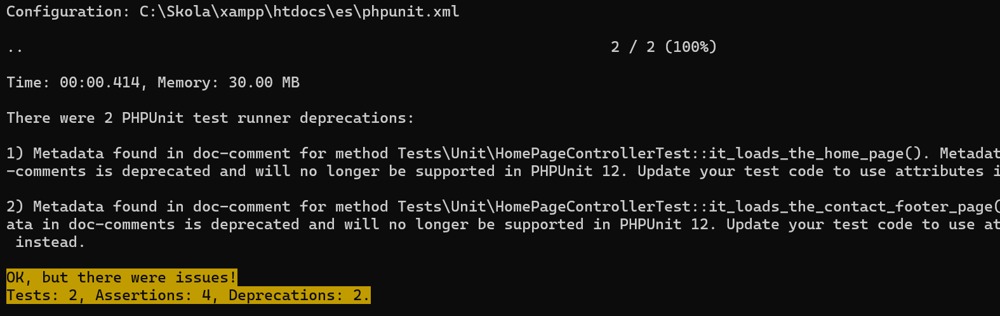 Configuration: C:\Skola\xampp\htdocs\es\phpunit.xml
.. 2 / 2 (100%)
Time: 00:00.414, Memory: 30.00 MB
There were 2 PHPUnit test runner deprecations:
1) Metadata found in doc-comment for method Tests\Unit\HomePageControllerTest::it_loads_the_home_page(). Metadat
-comments is deprecated and will no longer be supported in PHPUnit 12. Update your test code to use attributes i
2) Metadata found in doc-comment for method Tests\Unit\HomePageControllerTest::it_loads_the_contact_footer_page(
ata in doc-comments is deprecated and will no longer be supported in PHPUnit 12. Update your test code to use at
instead.
OK, but there were issues!
Tests: 2, Assertions: 4, Deprecations: 2.